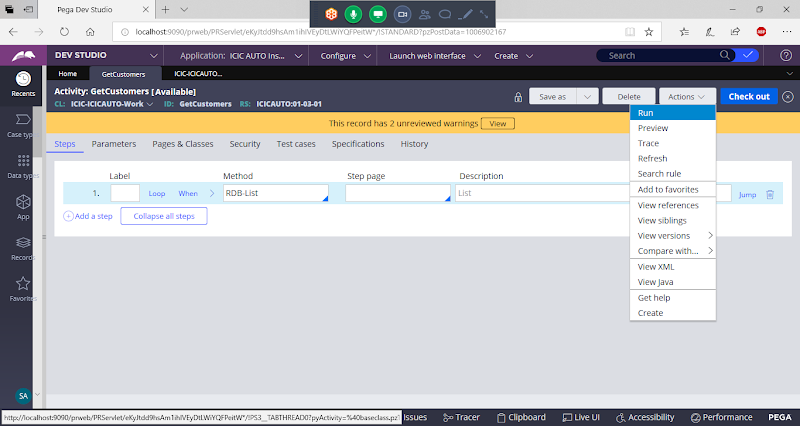 Pega Dev Studio
localhost:9090/prweb/PRServlet/eKyJtdd9hsAm1ihIVEyDtLWiYQFPeitW*/!STANDARD?pzPostData=1006902167
DEV STUDIO
Application: ICIC AUTO Ins...
Configure
Launch web interface
Create
Search
Recents
Home
GetCustomers
ICIC-ICICAUTO...
Activity: GetCustomers [Available]
CL: ICIC-ICICAUTO-Work
ID: GetCustomers
RS: ICICAUTO:01-03-01
Save as
Delete
Actions
Check out
This record has 2 unreviewed warnings
View
Steps
Parameters
Pages & Classes
Security
Test cases
Specifications
History
Label
Method
Step page
Description
1.
Loop
When
RDB-List
List
Jump
Add a step
Collapse all steps
Run
Preview
Trace
Refresh
Search rule
Add to favorites
View references
View siblings
View versions
Compare with...
View XML
View Java
Get help
Create
Case typ
Data types
App
Records
Favorites
SA
http://localhost:9090/prweb/PRServlet/eKyJtdd9hsAm1ihIVEyDtLWiYQFPeitW*/!PS3__TABTHREAD0?pyActivity=%40baseclass.pz
Issues
Tracer
Clipboard
Live UI
Accessibility
Performance
PEGA